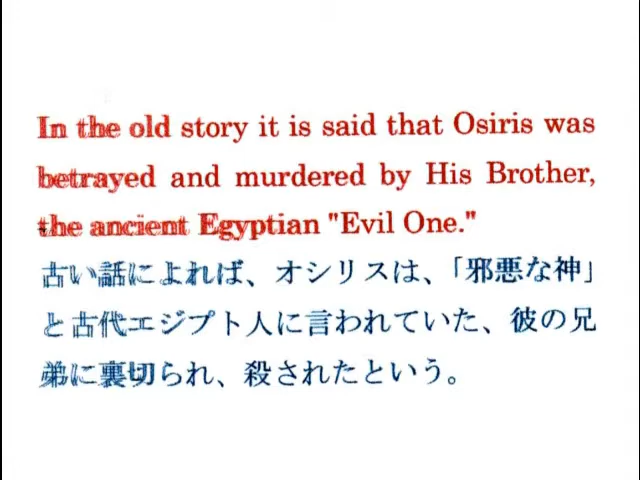 In the old story it is said that Osiris was
betrayed and murdered by His Brother,
the ancient Egyptian "Evil One."
古い話によれば、オシリスは、「邪悪な神」
と古代エジプト人に言われていた、彼の兄
弟に裏切られ、殺されたという。